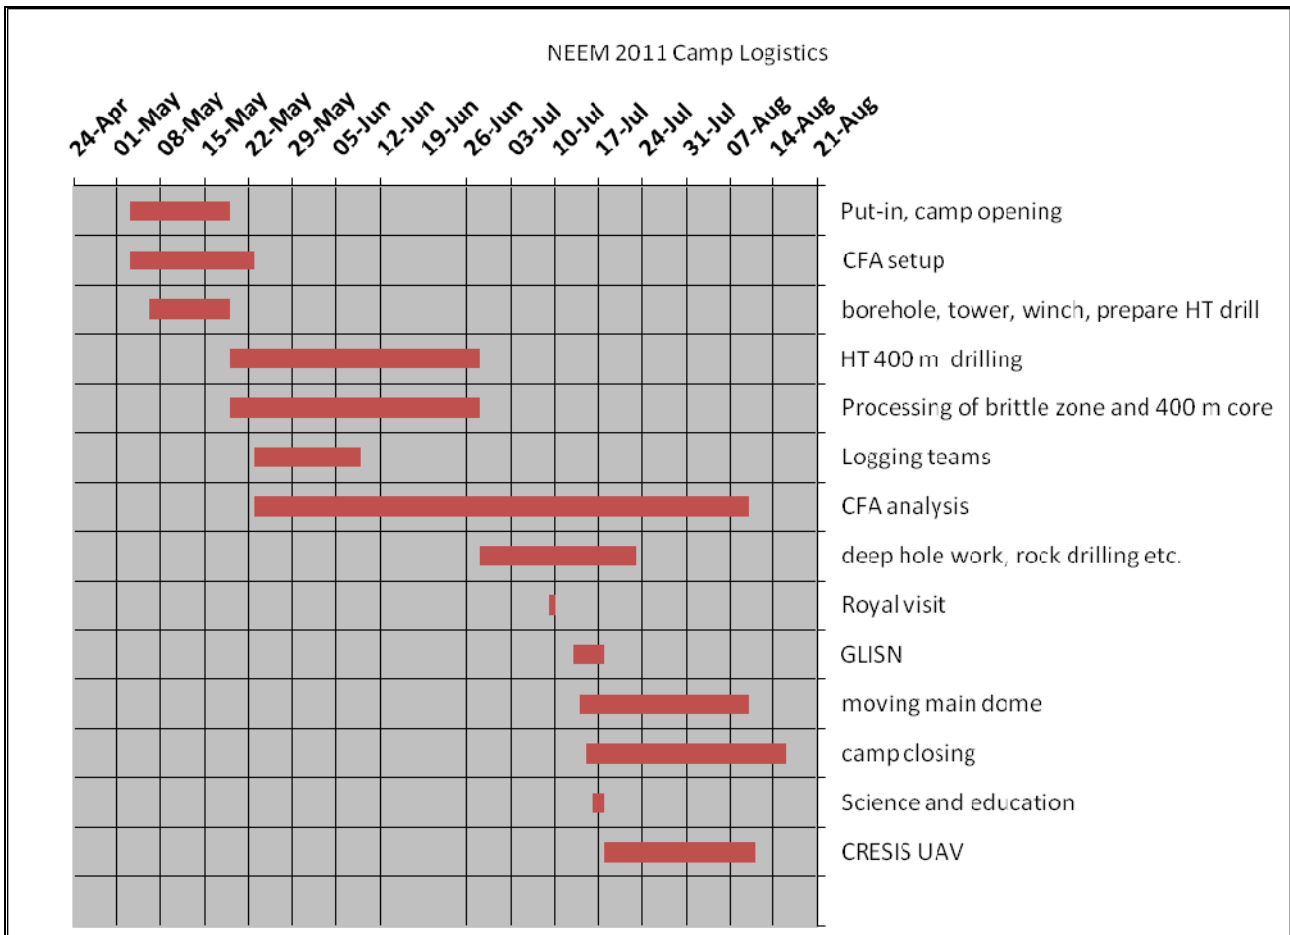 NEEM 2011 Camp Logistics
24-Apr
01-May
08-May
15-May
22-May
29-May
05-Jun
12-Jun
19-Jun
26-Jun
03-Jul
10-Jul
17-Jul
24-Jul
31-Jul
07-Aug
14-Aug
21-Aug
Put-in, camp opening
CFA setup
borehole, tower, winch, prepare HT drill
HT 400 m drilling
Processing of brittle zone and 400 m core
Logging teams
CFA analysis
deep hole work, rock drilling etc.
Royal visit
GLISN
moving main dome
camp closing
Science and education
CRESIS UAV